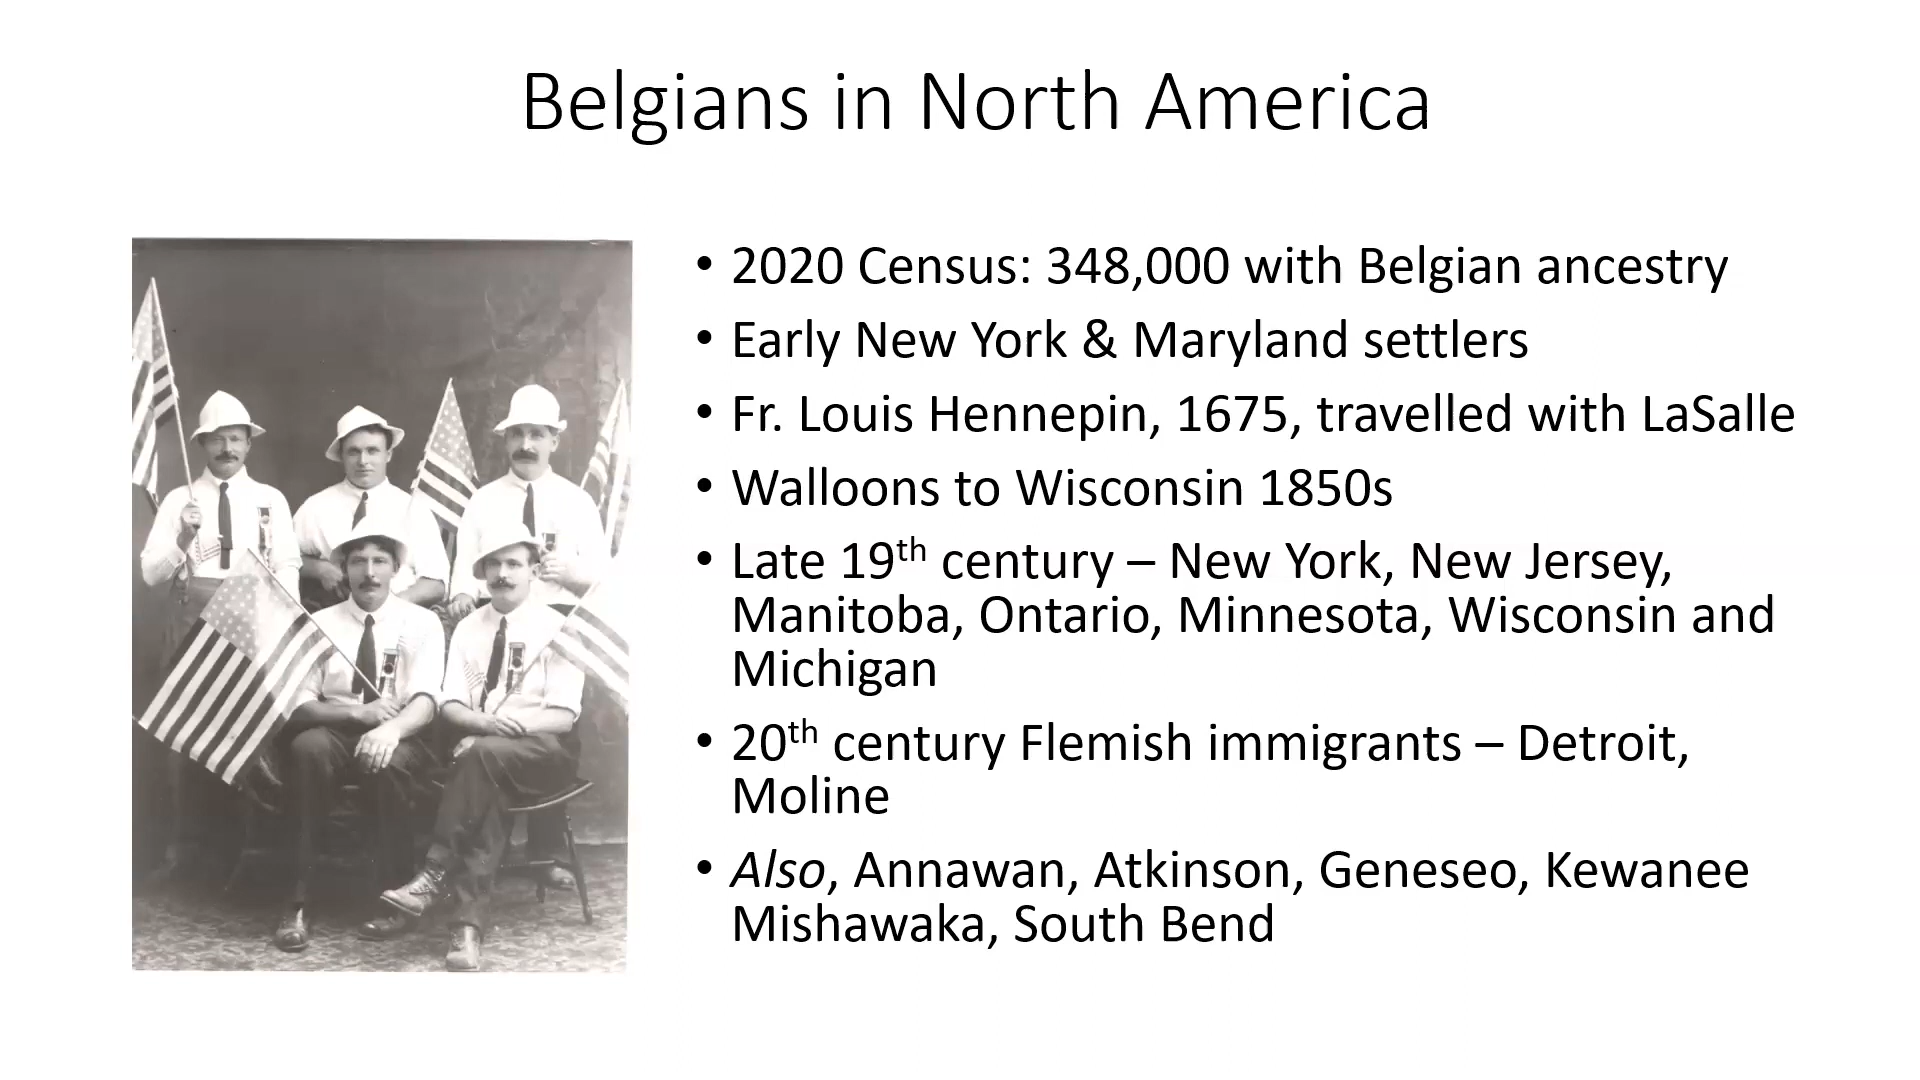 Belgians in North America
• 2020 Census: 348,000 with Belgian ancestry
• Early New York & Maryland settlers
• Fr. Louis Hennepin, 1675, travelled with LaSalle
• Walloons to Wisconsin 1850s
• Late 19th century – New York, New Jersey,
Manitoba, Ontario, Minnesota, Wisconsin and
Michigan
• 20th century Flemish immigrants – Detroit,
Moline
• Also, Annawan, Atkinson, Geneseo, Kewanee
Mishawaka, South Bend